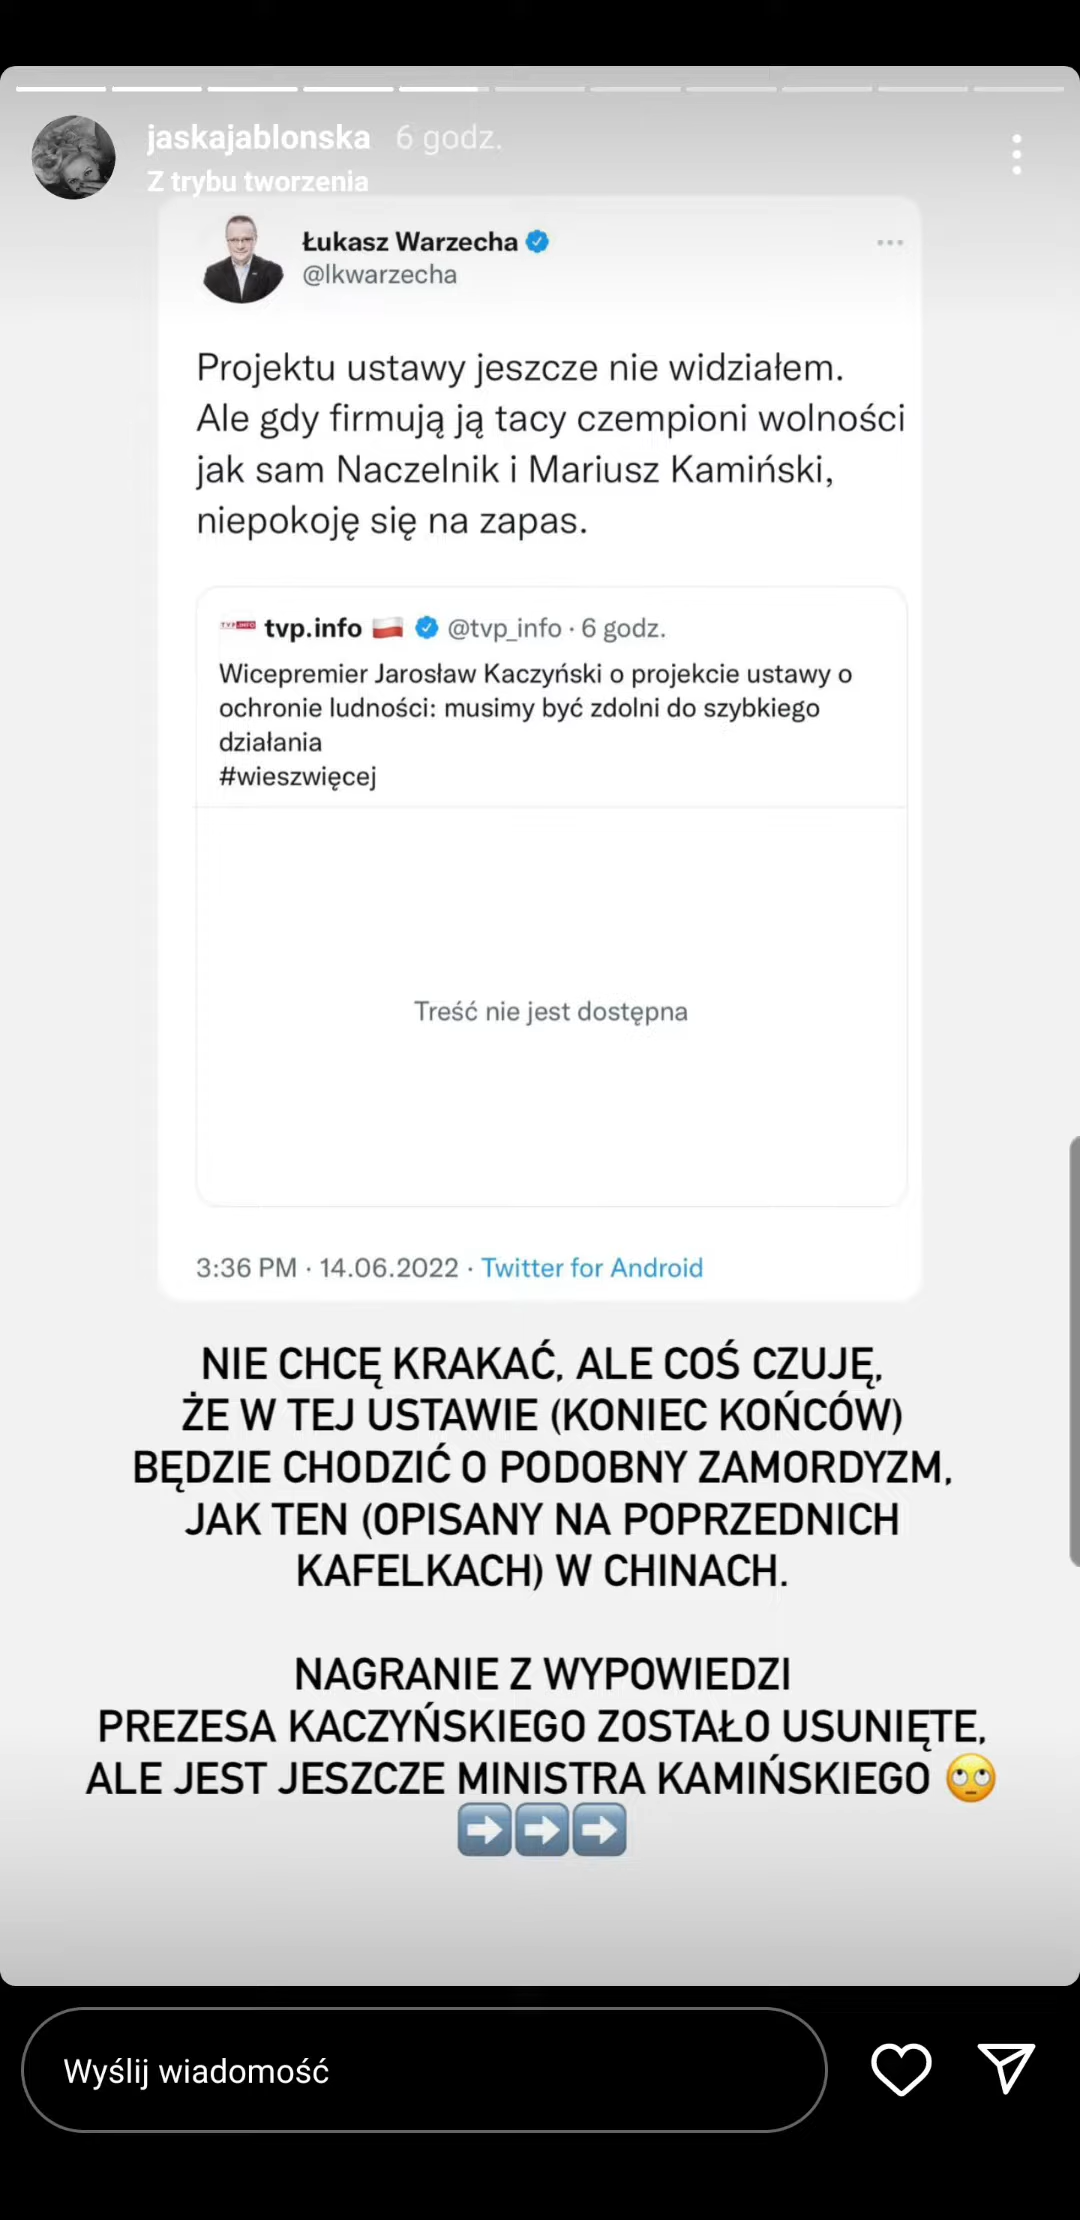 jaskajablonska 6 godz.
Z trybu tworzenia
Łukasz Warzecha
@lkwarzecha
Projektu ustawy jeszcze nie widziałem.
Ale gdy firmują ją tacy czempioni wolności
jak sam Naczelnik i Mariusz Kamiński,
niepokoję się na zapas.
TVP INFO tvp.info 🇵🇱 @tvp_info · 6 godz.
Wicepremier Jarosław Kaczyński o projekcie ustawy o
ochronie ludności: musimy być zdolni do szybkiego
działania
#wieszwięcej
Treść nie jest dostępna
3:36 PM · 14.06.2022 · Twitter for Android
NIE CHCĘ KRAKAĆ, ALE COŚ CZUJĘ,
ŻE W TEJ USTAWIE (KONIEC KOŃCÓW)
BĘDZIE CHODZIĆ O PODOBNY ZAMORDYZM,
JAK TEN (OPISANY NA POPRZEDNICH
KAFELKACH) W CHINACH.
NAGRANIE Z WYPOWIEDZI
PREZESA KACZYŃSKIEGO ZOSTAŁO USUNIĘTE,
ALE JEST JESZCZE MINISTRA KAMIŃSKIEGO 🙄
➡️➡️➡️
Wyślij wiadomość